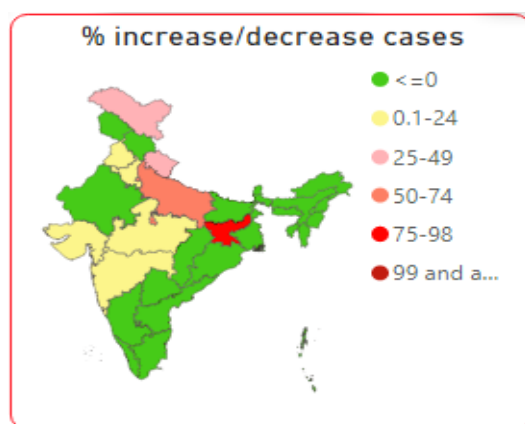 % increase/decrease cases
<=0
0.1-24
25-49
50-74
75-98
99 and a...